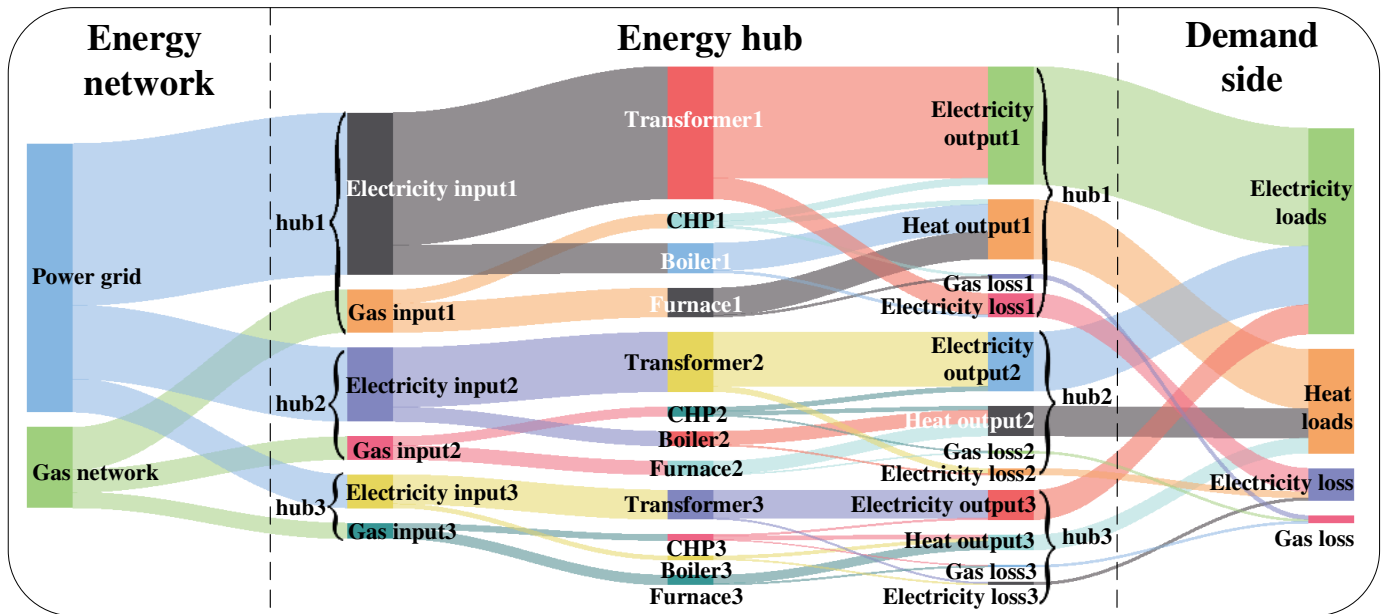 Energy
network
Energy hub
Demand
side
Power grid
Gas network
hub1
hub2
hub3
Electricity input1
Gas input1
Electricity input2
Gas input2
Electricity input3
Gas input3
Transformer1
CHP1
Boiler1
Furnace1
Transformer2
CHP2
Boiler2
Furnace2
Transformer3
CHP3
Boiler3
Furnace3
Electricity
output1
Heat output1
Gas loss1
Electricity loss1
Electricity
output2
Heat output2
Gas loss2
Electricity loss2
Electricity output3
Heat output3
Gas loss3
Electricity loss3
hub1
hub2
hub3
Electricity
loads
Heat
loads
Electricity loss
Gas loss